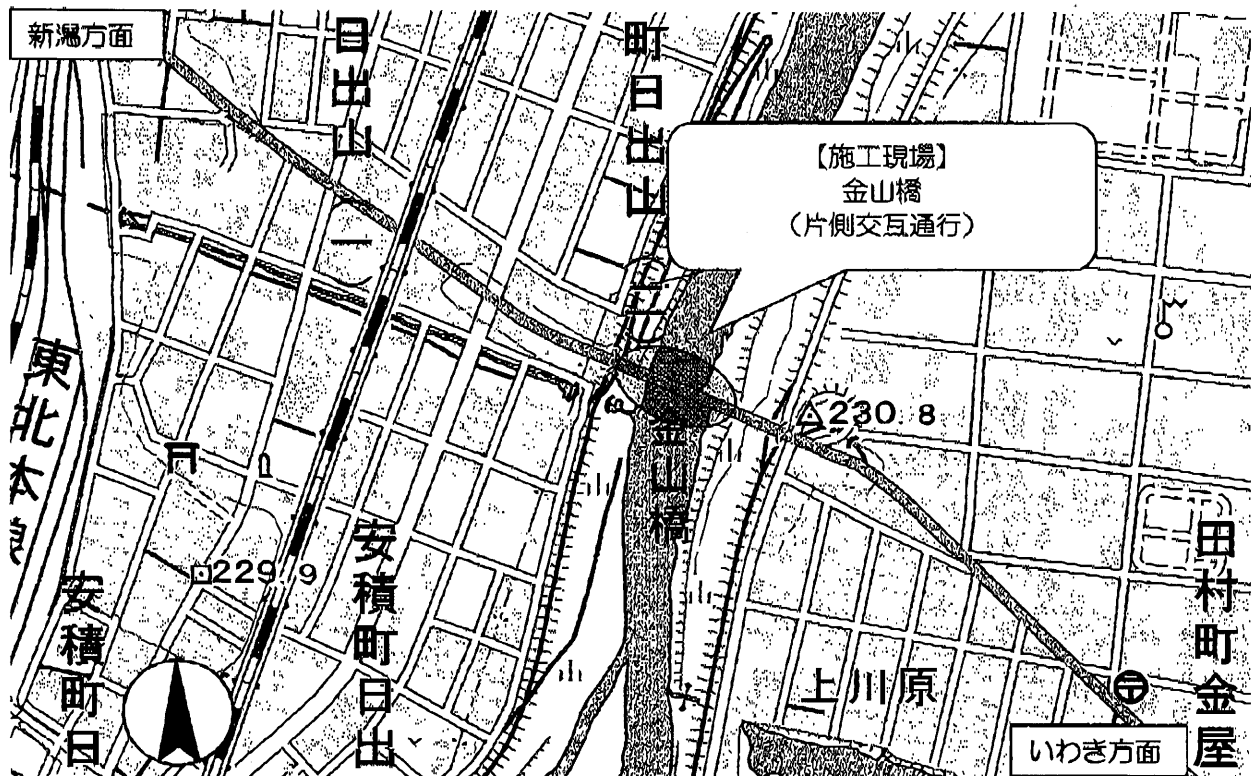 新潟方面
日出山
町日出山
【施工現場】
金山橋
（片側交互通行）
東北本線
230.8
金山橋
229.9
安積町日
安積町日出
上川原
田村町金屋
いわき方面